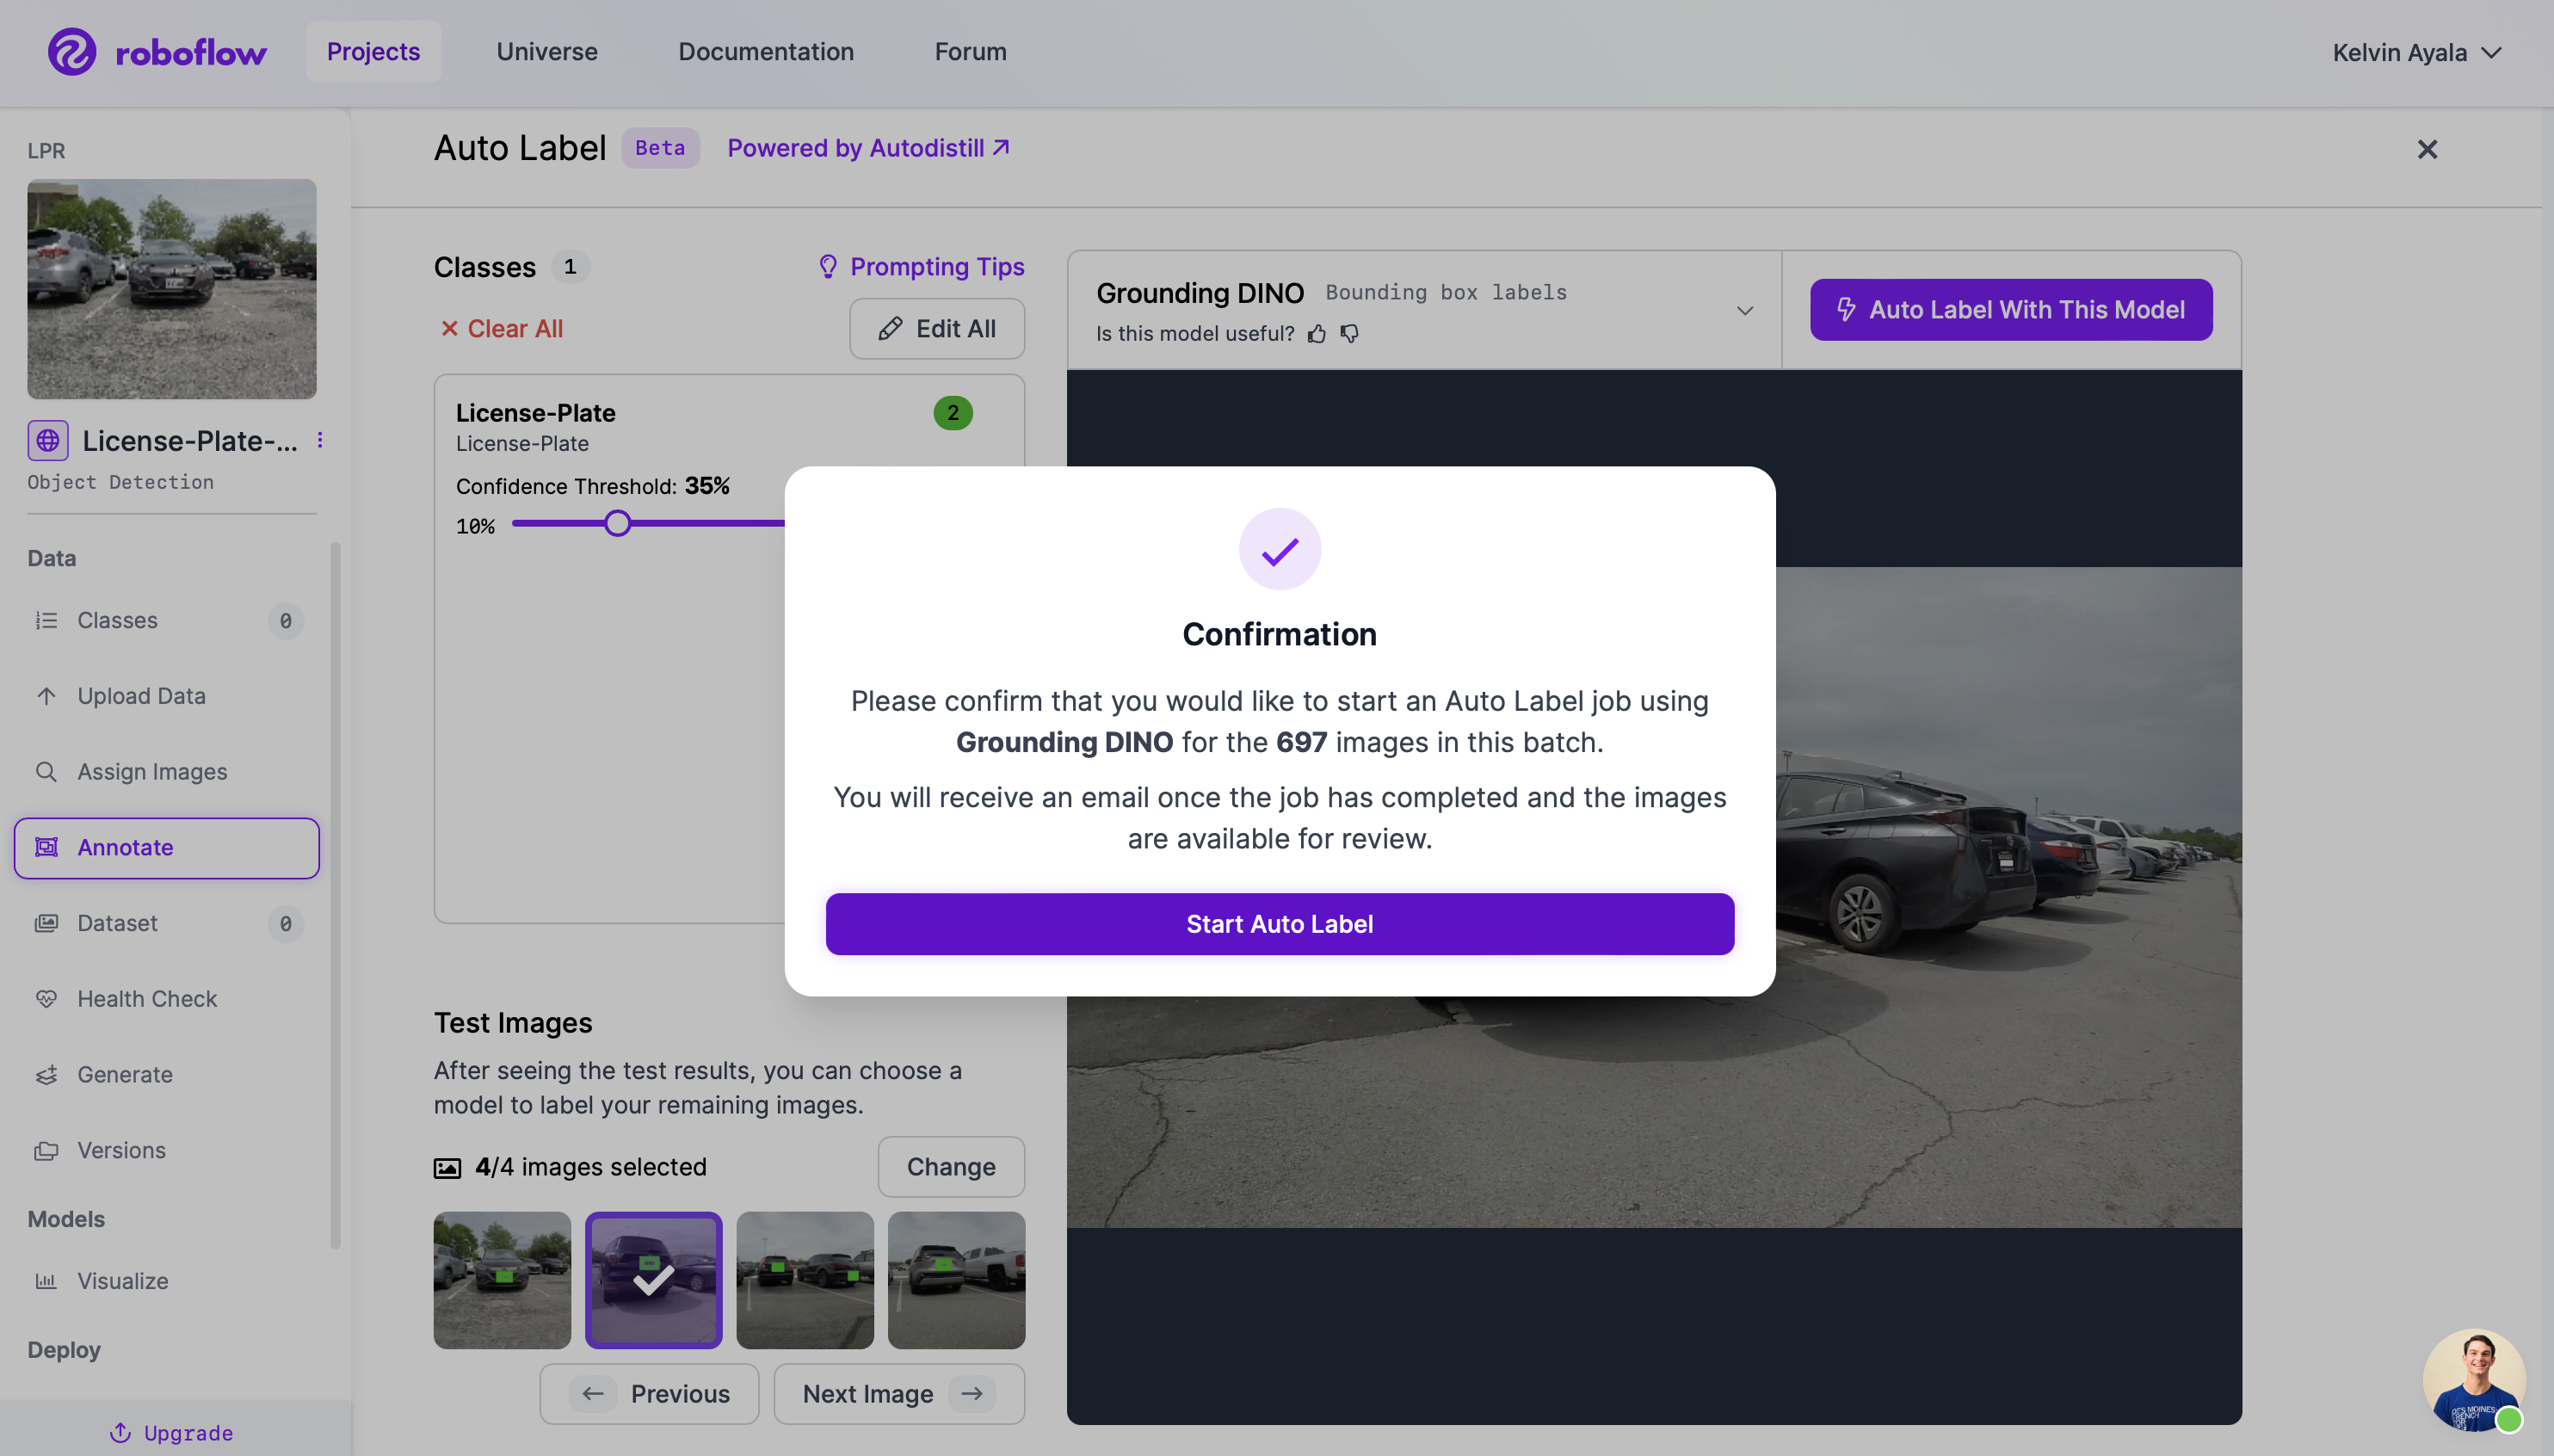 roboflow
Projects
Universe
Documentation
Forum
Kelvin Ayala
LPR
License-Plate-...
Object Detection
Data
Classes 0
Upload Data
Assign Images
Annotate
Dataset 0
Health Check
Generate
Versions
Models
Visualize
Deploy
Upgrade
Auto Label Beta Powered by Autodistill
Classes 1
Prompting Tips
Clear All
Edit All
License-Plate 2
License-Plate
Confidence Threshold: 35%
10%
Test Images
After seeing the test results, you can choose a
model to label your remaining images.
4/4 images selected
Change
Previous
Next Image
Grounding DINO Bounding box labels
Is this model useful?
Auto Label With This Model
Confirmation
Please confirm that you would like to start an Auto Label job using
Grounding DINO for the 697 images in this batch.
You will receive an email once the job has completed and the images
are available for review.
Start Auto Label